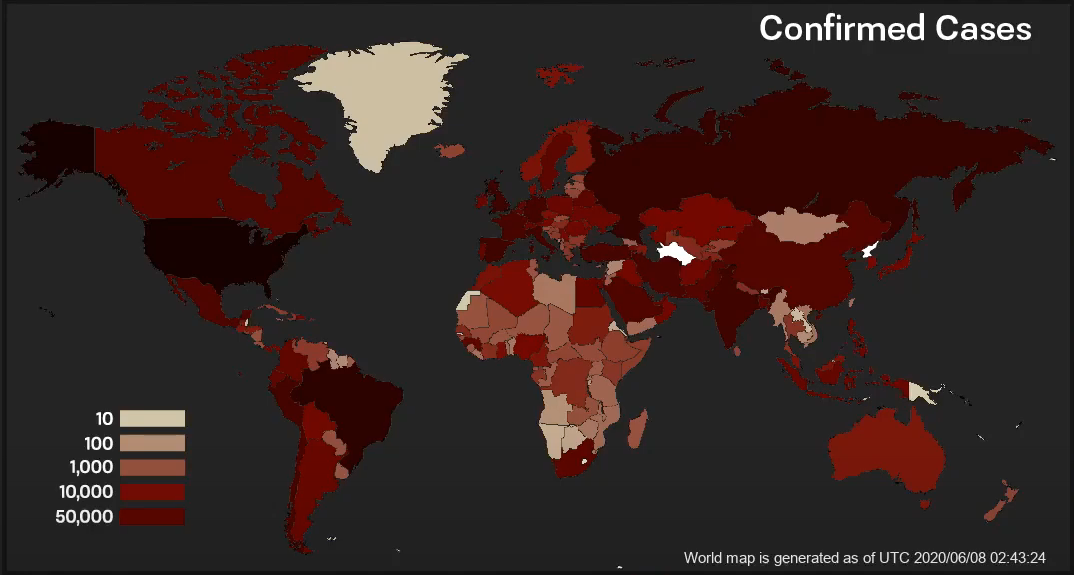 Confirmed Cases
10
100
1,000
10,000
50,000
World map is generated as of UTC 2020/06/08 02:43:24